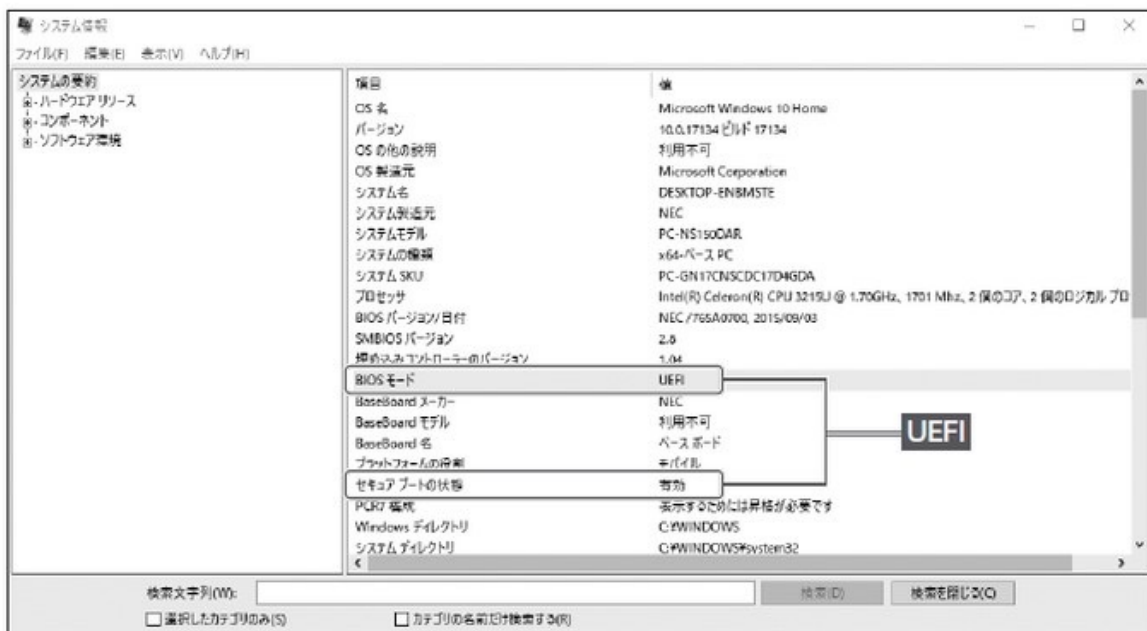 システム情報
ファイル(F) 編集(E) 表示(V) ヘルプ(H)
システムの要約
ハードウェア リソース
コンポーネント
ソフトウェア環境
項目 値
OS 名 Microsoft Windows 10 Home
バージョン 10.0.17134 ビルド 17134
OS の他の説明 利用不可
OS 製造元 Microsoft Corporation
システム名 DESKTOP-ENBMSTE
システム製造元 NEC
システムモデル PC-NS150DAR
システムの種類 x64-ベース PC
システム SKU PC-GN17CNSCDC17D4GDA
プロセッサ Intel(R) Celeron(R) CPU 3215U @ 1.70GHz、1701 Mhz、2 個のコア、2 個のロジカル プロ
BIOS バージョン/日付 NEC /765A0700, 2015/09/03
SMBIOS バージョン 2.8
埋め込みコントローラーのバージョン 1.04
BIOS モード UEFI
BaseBoard メーカー NEC
BaseBoard モデル 利用不可
BaseBoard 名 ベース ボード
プラットフォームの役割 モバイル
セキュア ブートの状態 有効
PCR7 構成 表示するためには昇格が必要です
Windows ディレクトリ C:¥WINDOWS
システム ディレクトリ C:¥WINDOWS¥system32
UEFI
検索文字列(W): 検索(D) 検索を閉じる(C)
選択したカテゴリのみ(S) カテゴリの名前だけ検索する(R)